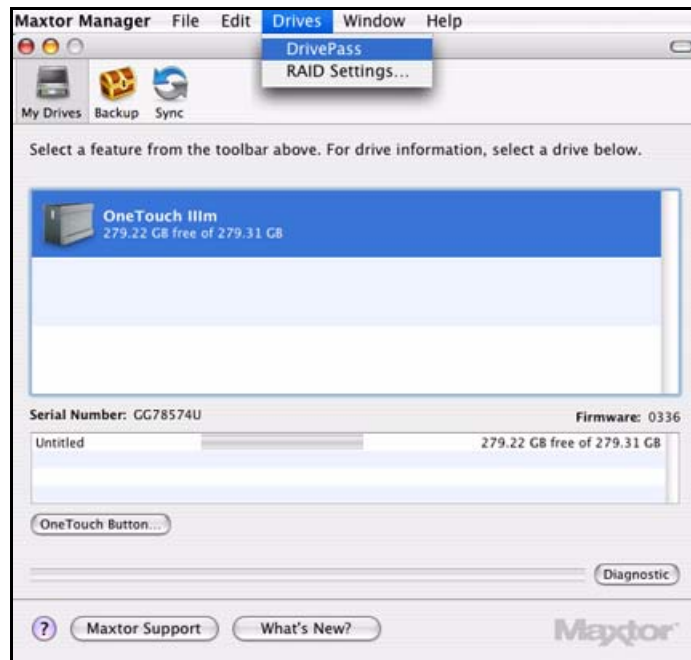 Maxtor Manager File Edit Drives Window Help
DrivePass
RAID Settings...
My Drives Backup Sync
Select a feature from the toolbar above. For drive information, select a drive below.
OneTouch IIIm
279.22 GB free of 279.31 GB
Serial Number: GG78574U Firmware: 0336
Untitled 279.22 GB free of 279.31 GB
OneTouch Button...
Diagnostic
? Maxtor Support What's New? Maxtor